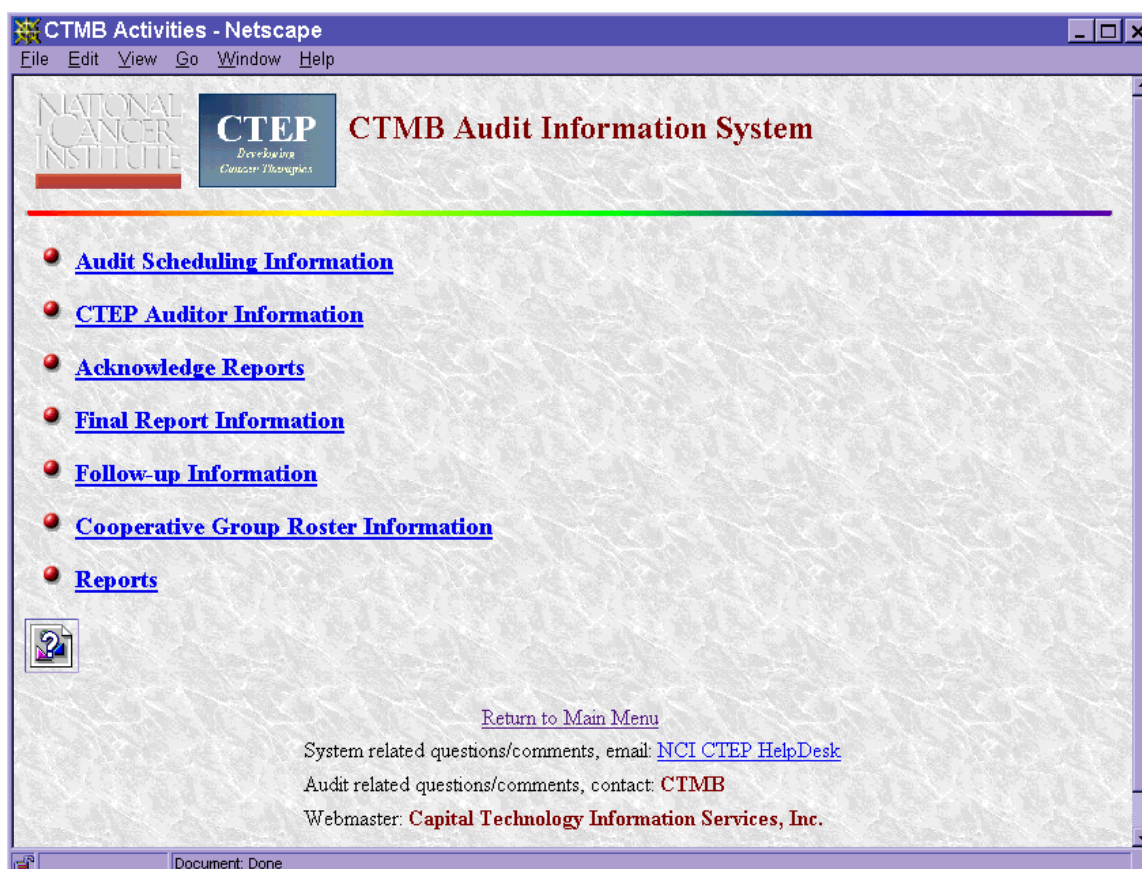 CTMB Activities - Netscape
File Edit View Go Window Help
NATIONAL
CANCER
INSTITUTE
CTEP
Developing
Cancer Therapies
CTMB Audit Information System
Audit Scheduling Information
CTEP Auditor Information
Acknowledge Reports
Final Report Information
Follow-up Information
Cooperative Group Roster Information
Reports
?
Return to Main Menu
System related questions/comments, email: NCI CTEP HelpDesk
Audit related questions/comments, contact: CTMB
Webmaster: Capital Technology Information Services, Inc.
Document: Done